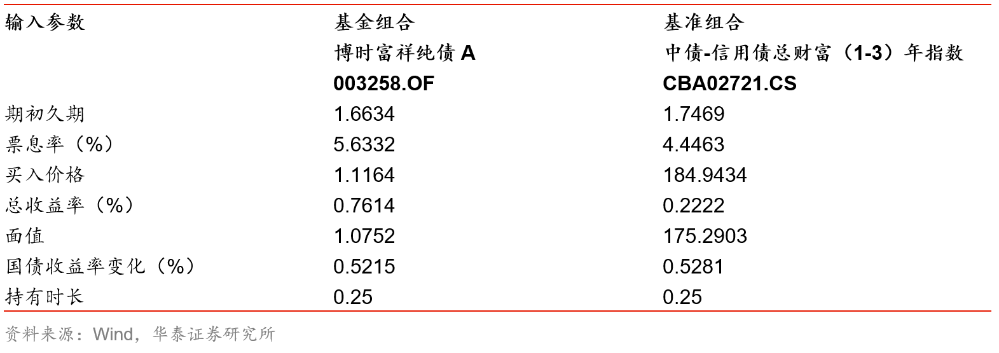 输入参数 基金组合 基准组合
博时富祥纯债 A 中债-信用债总财富（1-3）年指数
003258.OF CBA02721.CS
期初久期 1.6634 1.7469
票息率（%） 5.6332 4.4463
买入价格 1.1164 184.9434
总收益率（%） 0.7614 0.2222
面值 1.0752 175.2903
国债收益率变化（%） 0.5215 0.5281
持有时长 0.25 0.25
资料来源：Wind，华泰证券研究所